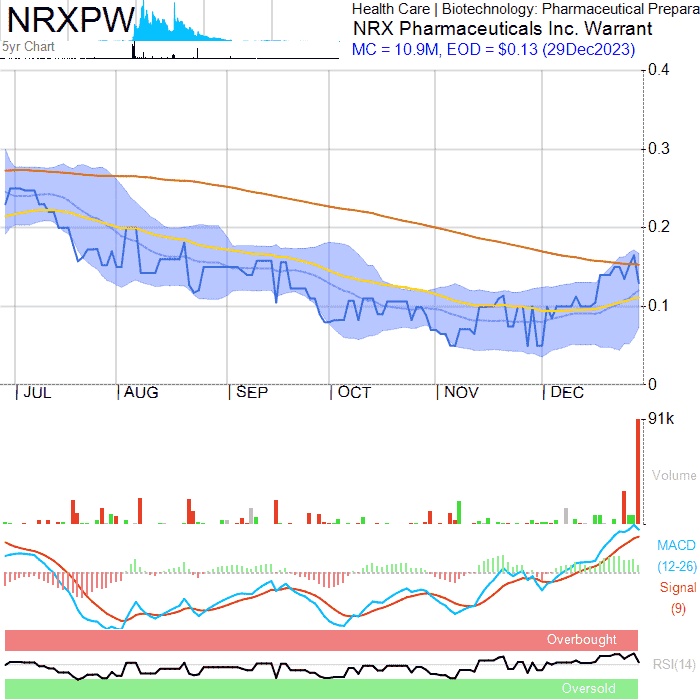 NRXPW
5yr Chart
Health Care | Biotechnology: Pharmaceutical Prepara
NRX Pharmaceuticals Inc. Warrant
MC = 10.9M, EOD = $0.13 (29Dec2023)
0.4
0.3
0.2
0.1
0
JUL AUG SEP OCT NOV DEC
91k
Volume
MACD
(12-26)
Signal
(9)
Overbought
RSI(14)
Oversold